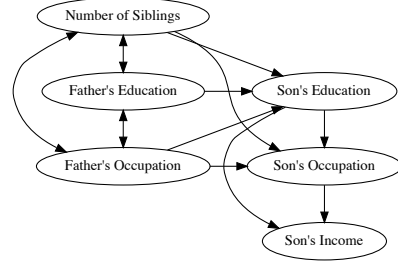 Number of Siblings
Father's Education
Son's Education
Father's Occupation
Son's Occupation
Son's Income